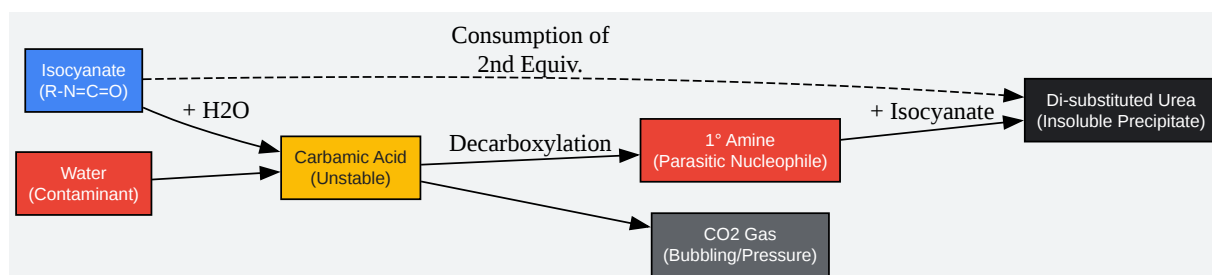 Consumption of
2nd Equiv.
Isocyanate
(R-N=C=O)
+ H2O
Water
(Contaminant)
Carbamic Acid
(Unstable)
Decarboxylation
1° Amine
(Parasitic Nucleophile)
CO2 Gas
(Bubbling/Pressure)
+ Isocyanate
Di-substituted Urea
(Insoluble Precipitate)